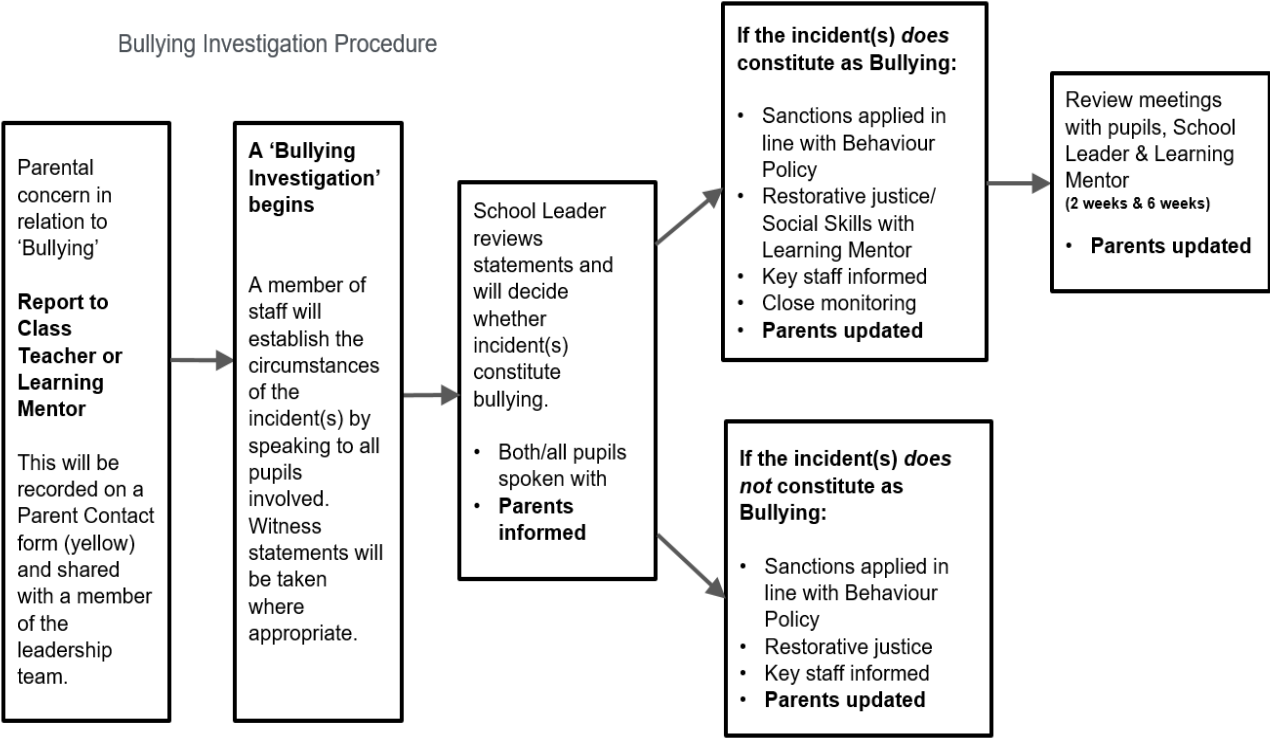 Bullying Investigation Procedure
Parental
concern in
relation to
‘Bullying’
Report to
Class
Teacher or
Learning
Mentor
This will be
recorded on a
Parent Contact
form (yellow)
and shared
with a member
of the
leadership
team.
A ‘Bullying
Investigation’
begins
A member of
staff will
establish the
circumstances
of the
incident(s) by
speaking to all
pupils
involved.
Witness
statements will
be taken
where
appropriate.
School Leader
reviews
statements and
will decide
whether
incident(s)
constitute
bullying.
• Both/all pupils
spoken with
• Parents
informed
If the incident(s) does
constitute as Bullying:
• Sanctions applied in
line with Behaviour
Policy
• Restorative justice/
Social Skills with
Learning Mentor
• Key staff informed
• Close monitoring
• Parents updated
Review meetings
with pupils, School
Leader & Learning
Mentor
(2 weeks & 6 weeks)
• Parents updated
If the incident(s) does
not constitute as
Bullying:
• Sanctions applied in
line with Behaviour
Policy
• Restorative justice
• Key staff informed
• Parents updated